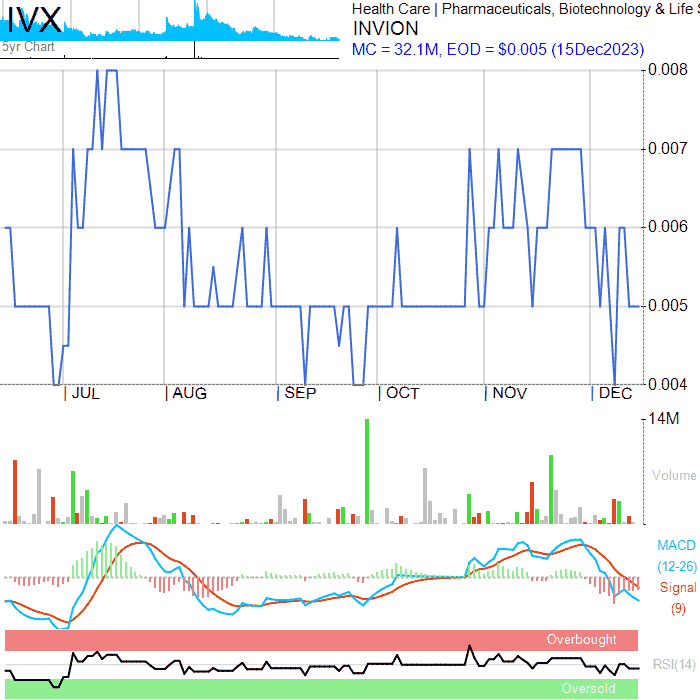 IVX
5yr Chart
Health Care | Pharmaceuticals, Biotechnology & Life
INVION
MC = 32.1M, EOD = $0.005 (15Dec2023)
0.008
0.007
0.006
0.005
0.004
JUL AUG SEP OCT NOV DEC
14M
Volume
MACD
(12-26)
Signal
(9)
Overbought
RSI(14)
Oversold